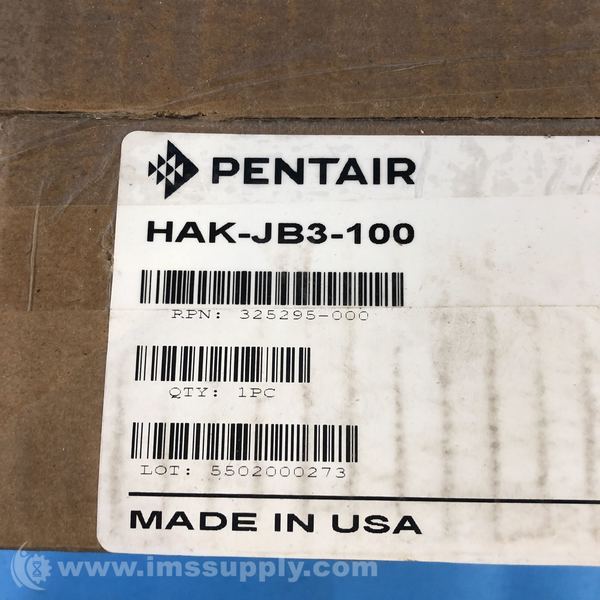 PENTAIR
HAK-JB3-100
RPN: 325295-000
QTY: 1PC
LOT: 5502000273
MADE IN USA
www.imssupply.com